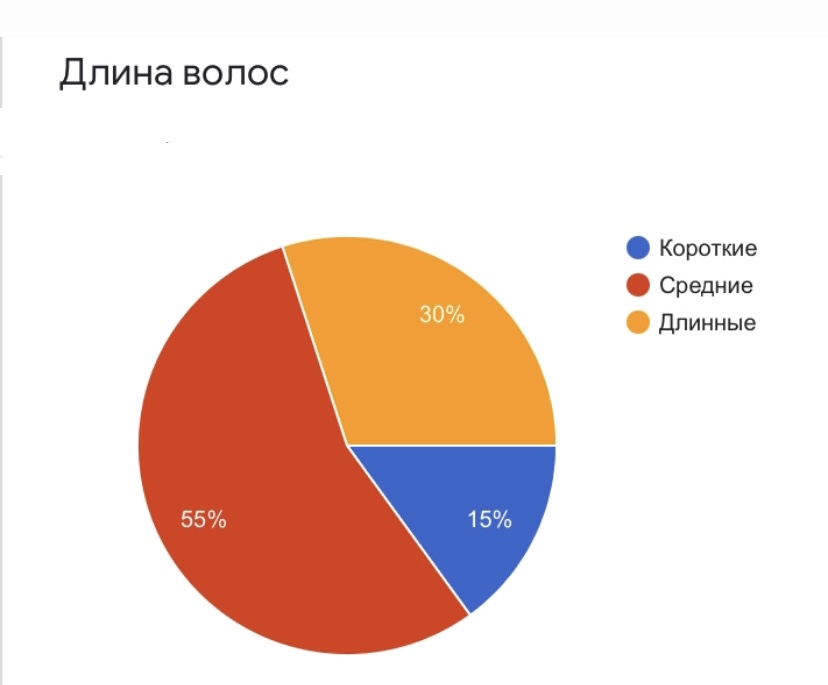 Длина волос
Короткие
Средние
Длинные
30%
55%
15%